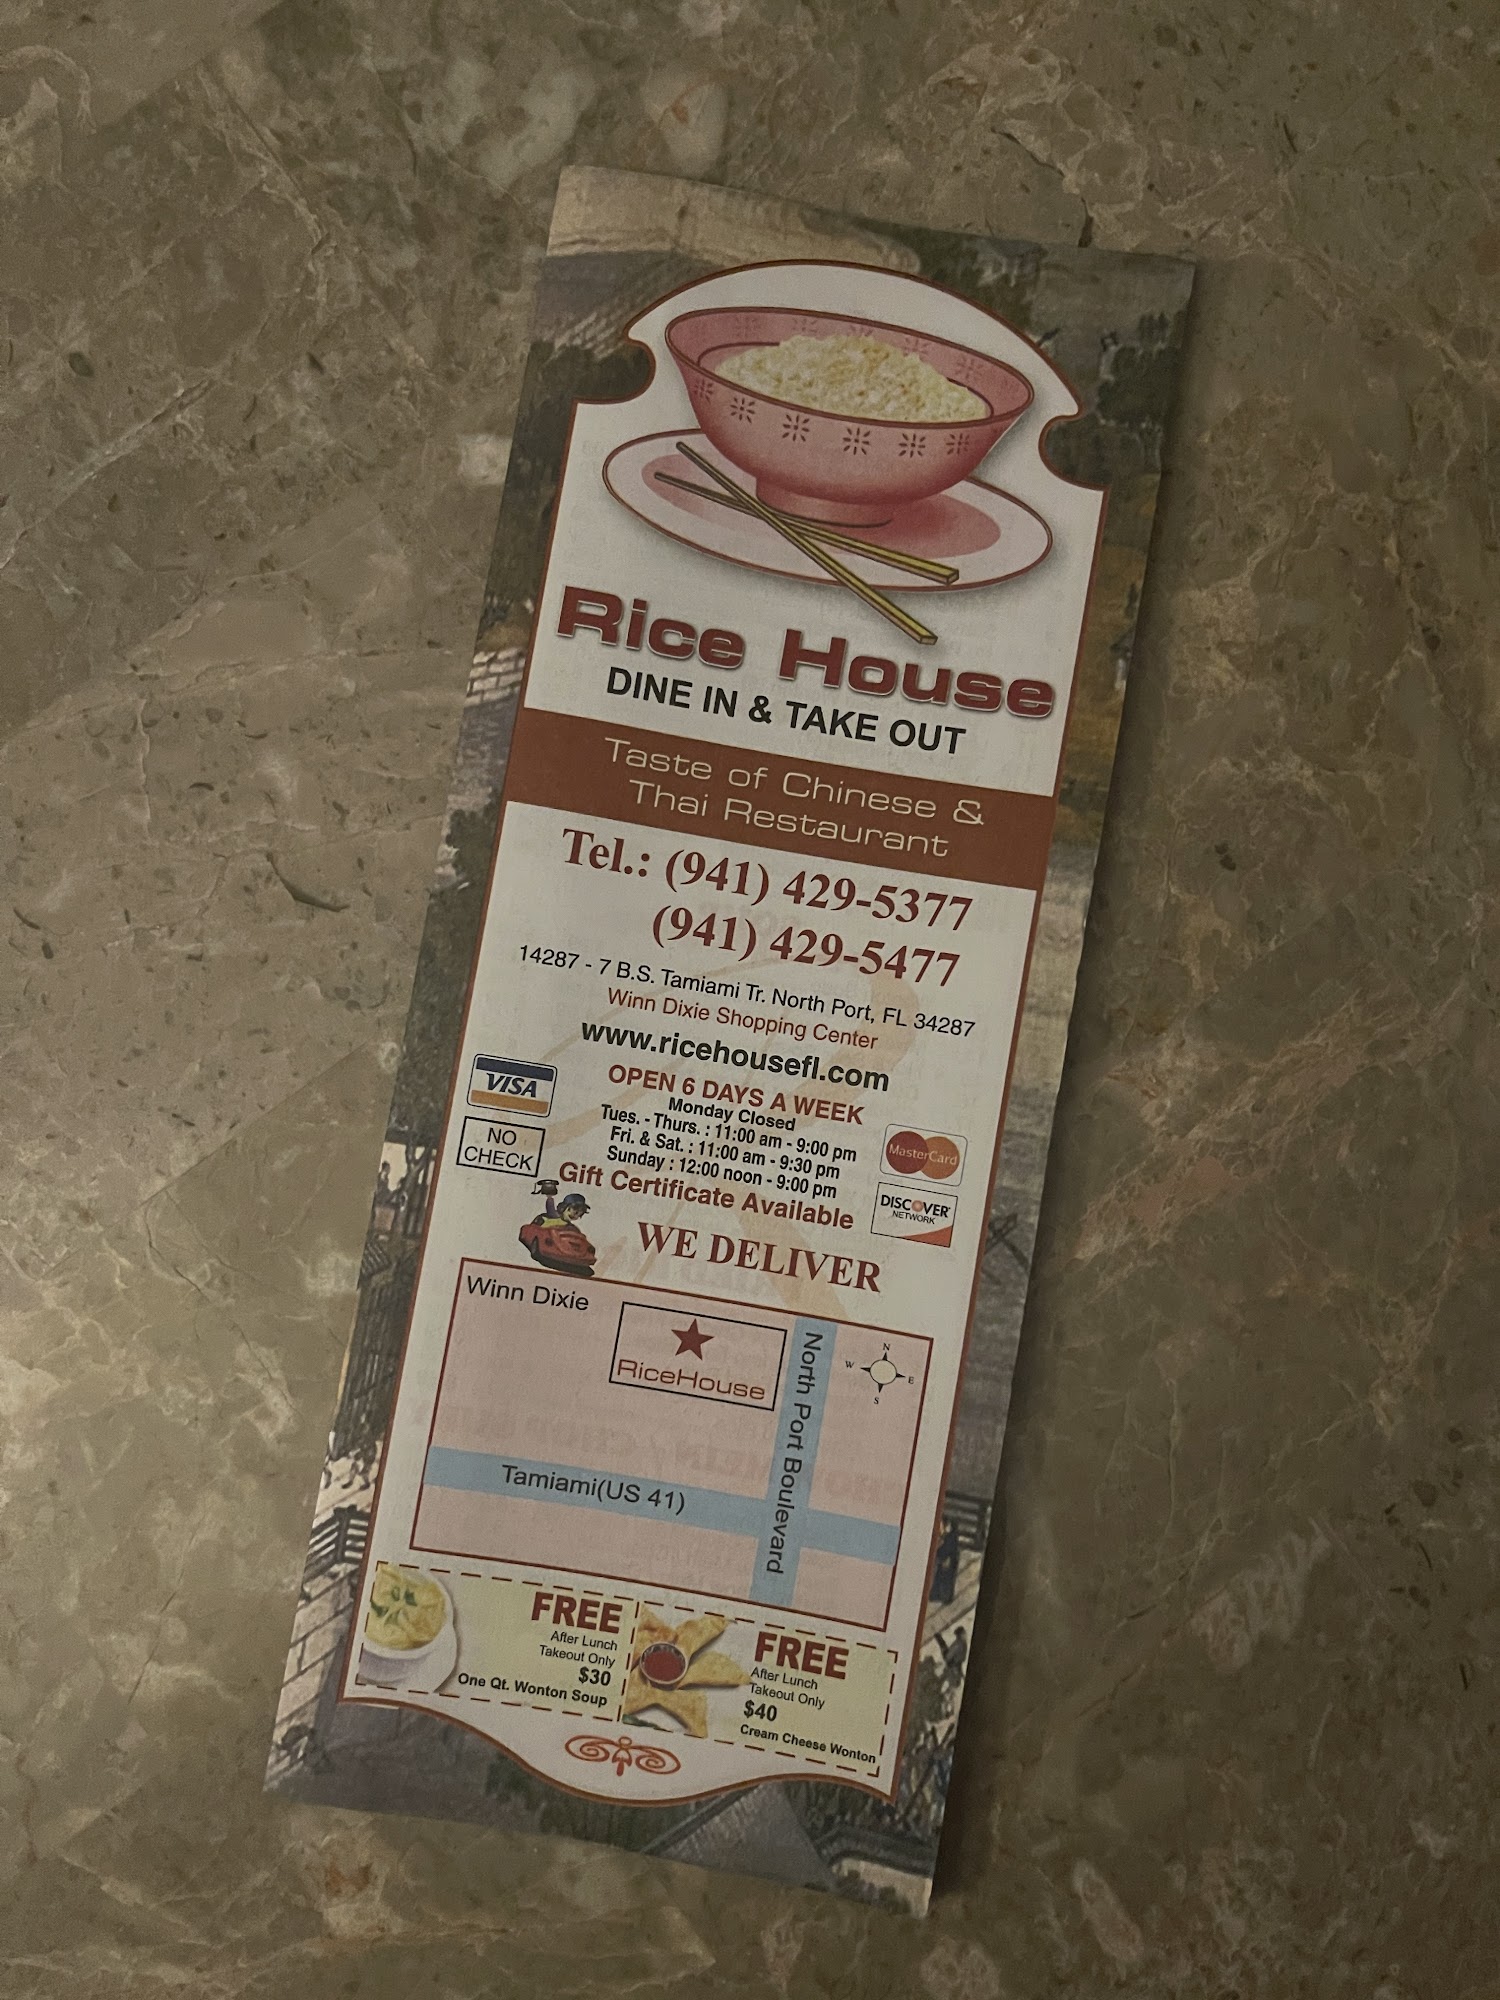 Rice House
DINE IN & TAKE OUT
Taste of Chinese &
Thai Restaurant
Tel.: (941) 429-5377
(941) 429-5477
14287 - 7 B.S. Tamiami Tr. North Port, FL 34287
Winn Dixie Shopping Center
www.ricehousefl.com
OPEN 6 DAYS A WEEK
Monday Closed
Tues. - Thurs. : 11:00 am - 9:00 pm
Fri. & Sat. : 11:00 am - 9:30 pm
Sunday : 12:00 noon - 9:00 pm
Gift Certificate Available
VISA
NO
CHECK
MasterCard
DISCOVER
NETWORK
WE DELIVER
Winn Dixie
RiceHouse
North Port Boulevard
N
W
E
S
Tamiami(US 41)
FREE
After Lunch
Takeout Only
$30
One Qt. Wonton Soup
FREE
After Lunch
Takeout Only
$40
Cream Cheese Wonton